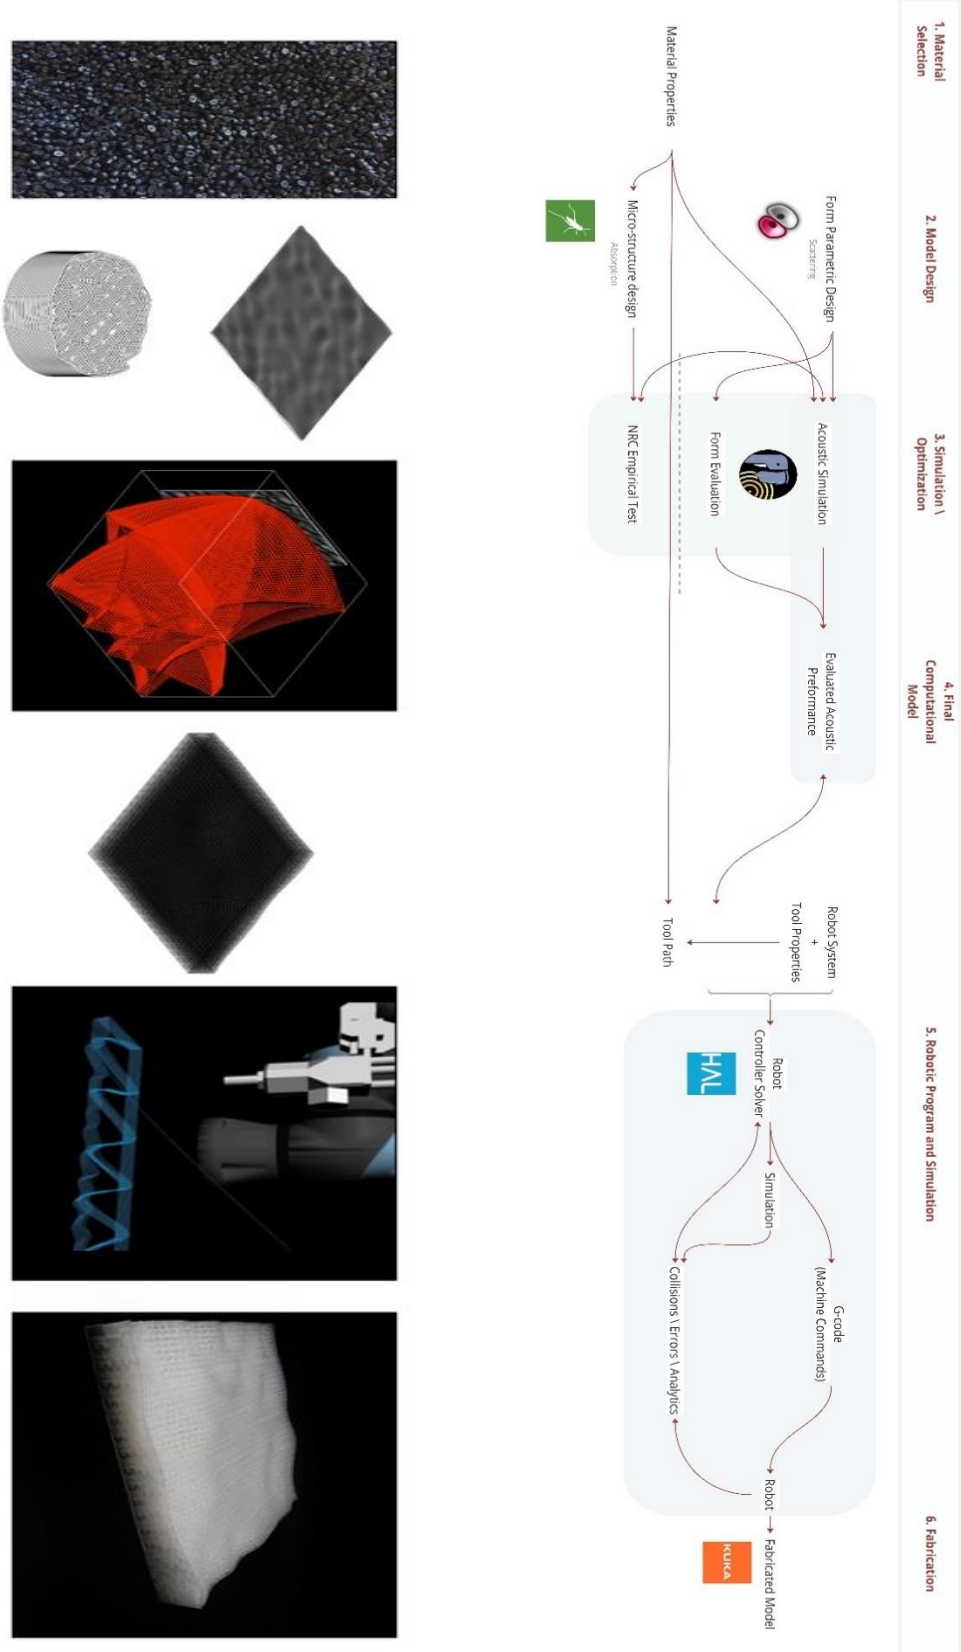 1. Material
Selection
2. Model Design
3. Simulation \
Optimization
4. Final
Computational
Model
5. Robotic Program and Simulation
6. Fabrication
Form Parametric Design
Scattering
Material Properties
Micro-structure design
Absorption
Acoustic Simulation
Form Evaluation
NRC Empirical Test
Evaluated Acoustic
Preformance
Robot System
+
Tool Properties
Tool Path
Robot
Controller Solver
HAL
Simulation
G-code
(Machine Commands)
Collisions \ Errors \ Analytics
Robot
Fabricated Model
KUKA